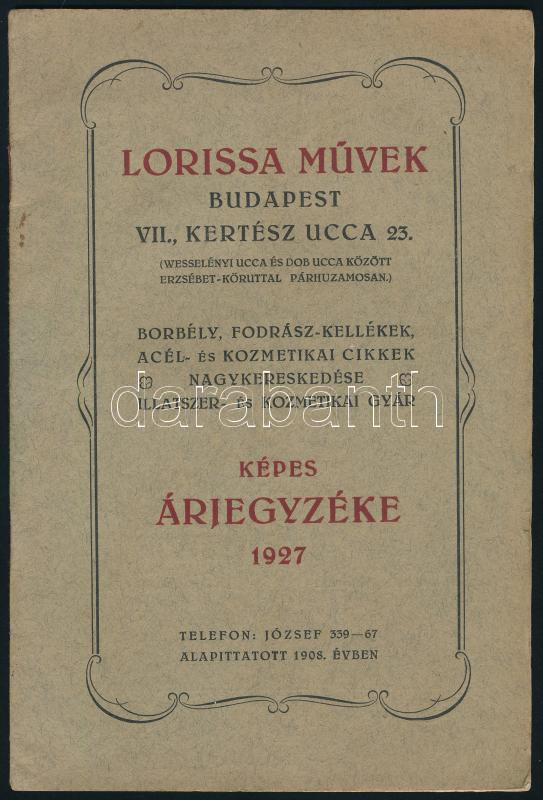 LORISSA MŰVEK
BUDAPEST
VII., KERTÉSZ UCCA 23.
(WESSELÉNYI UCCA ÉS DOB UCCA KÖZÖTT
ERZSÉBET-KÖRUTTAL PÁRHUZAMOSAN.)
BORBÉLY, FODRÁSZ-KELLÉKEK,
ACÉL- ÉS KOZMETIKAI CIKKEK
NAGYKERESKEDÉSE
ILLATSZER- ÉS KOZMETIKAI GYÁR
darabanth
KÉPES
ÁRJEGYZÉKE
1927
TELEFON: JÓZSEF 339—67
ALAPITTATOTT 1908. ÉVBEN